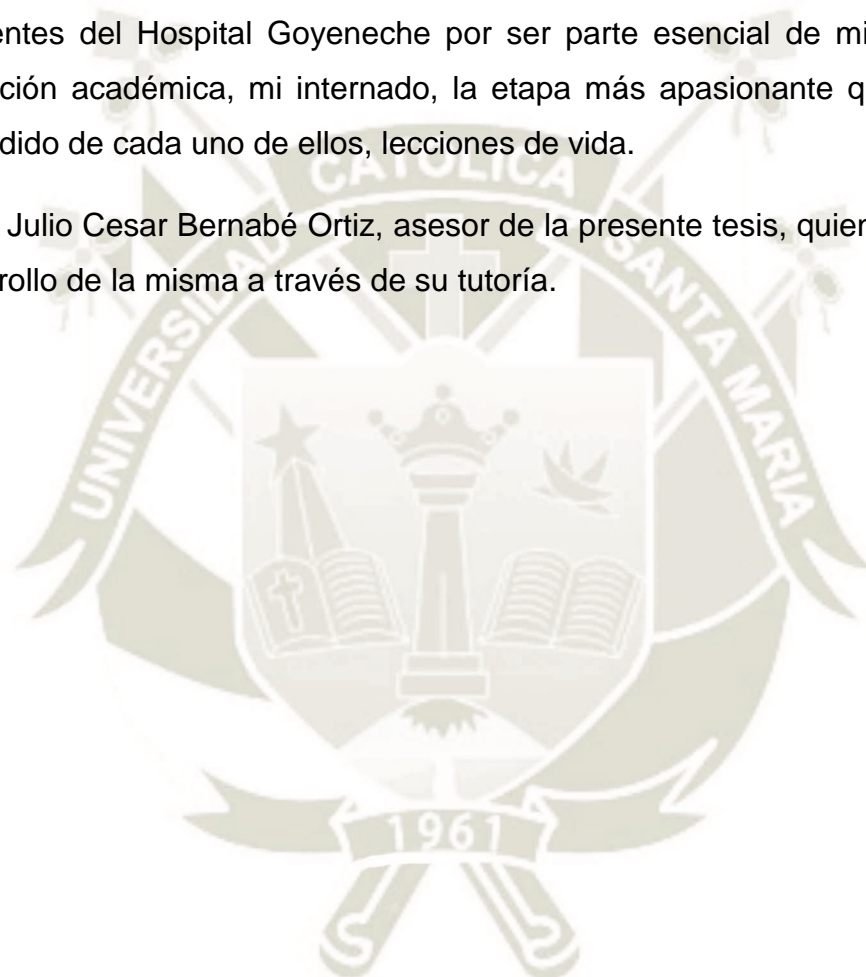 entes del Hospital Goyeneche por ser parte esencial de mi
ción académica, mi internado, la etapa más apasionante q
dido de cada uno de ellos, lecciones de vida.
Julio Cesar Bernabé Ortiz, asesor de la presente tesis, quien
rollo de la misma a través de su tutoría.
UNIVERSIDAD CATOLICA SANTA MARIA
1961